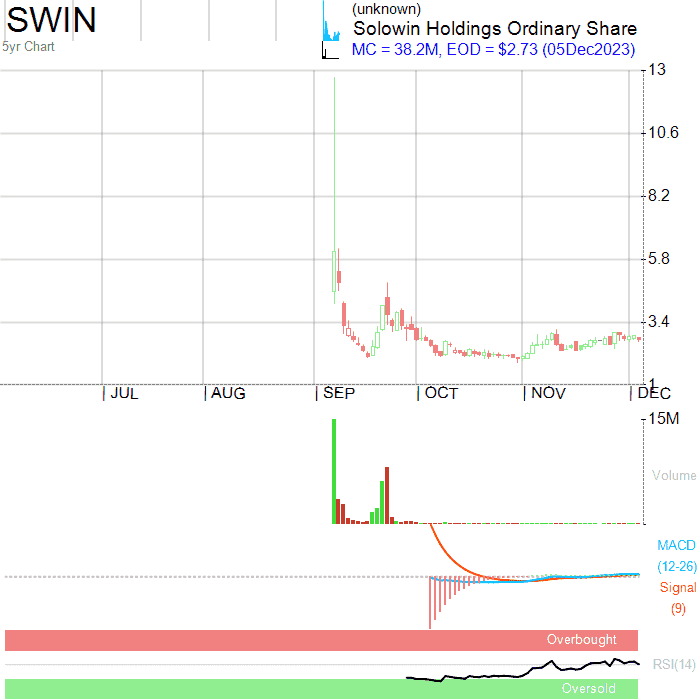 SWIN
5yr Chart
(unknown)
Solowin Holdings Ordinary Share
MC = 38.2M, EOD = $2.73 (05Dec2023)
13
10.6
8.2
5.8
3.4
1
JUL AUG SEP OCT NOV DEC
15M
Volume
MACD
(12-26)
Signal
(9)
Overbought
RSI(14)
Oversold